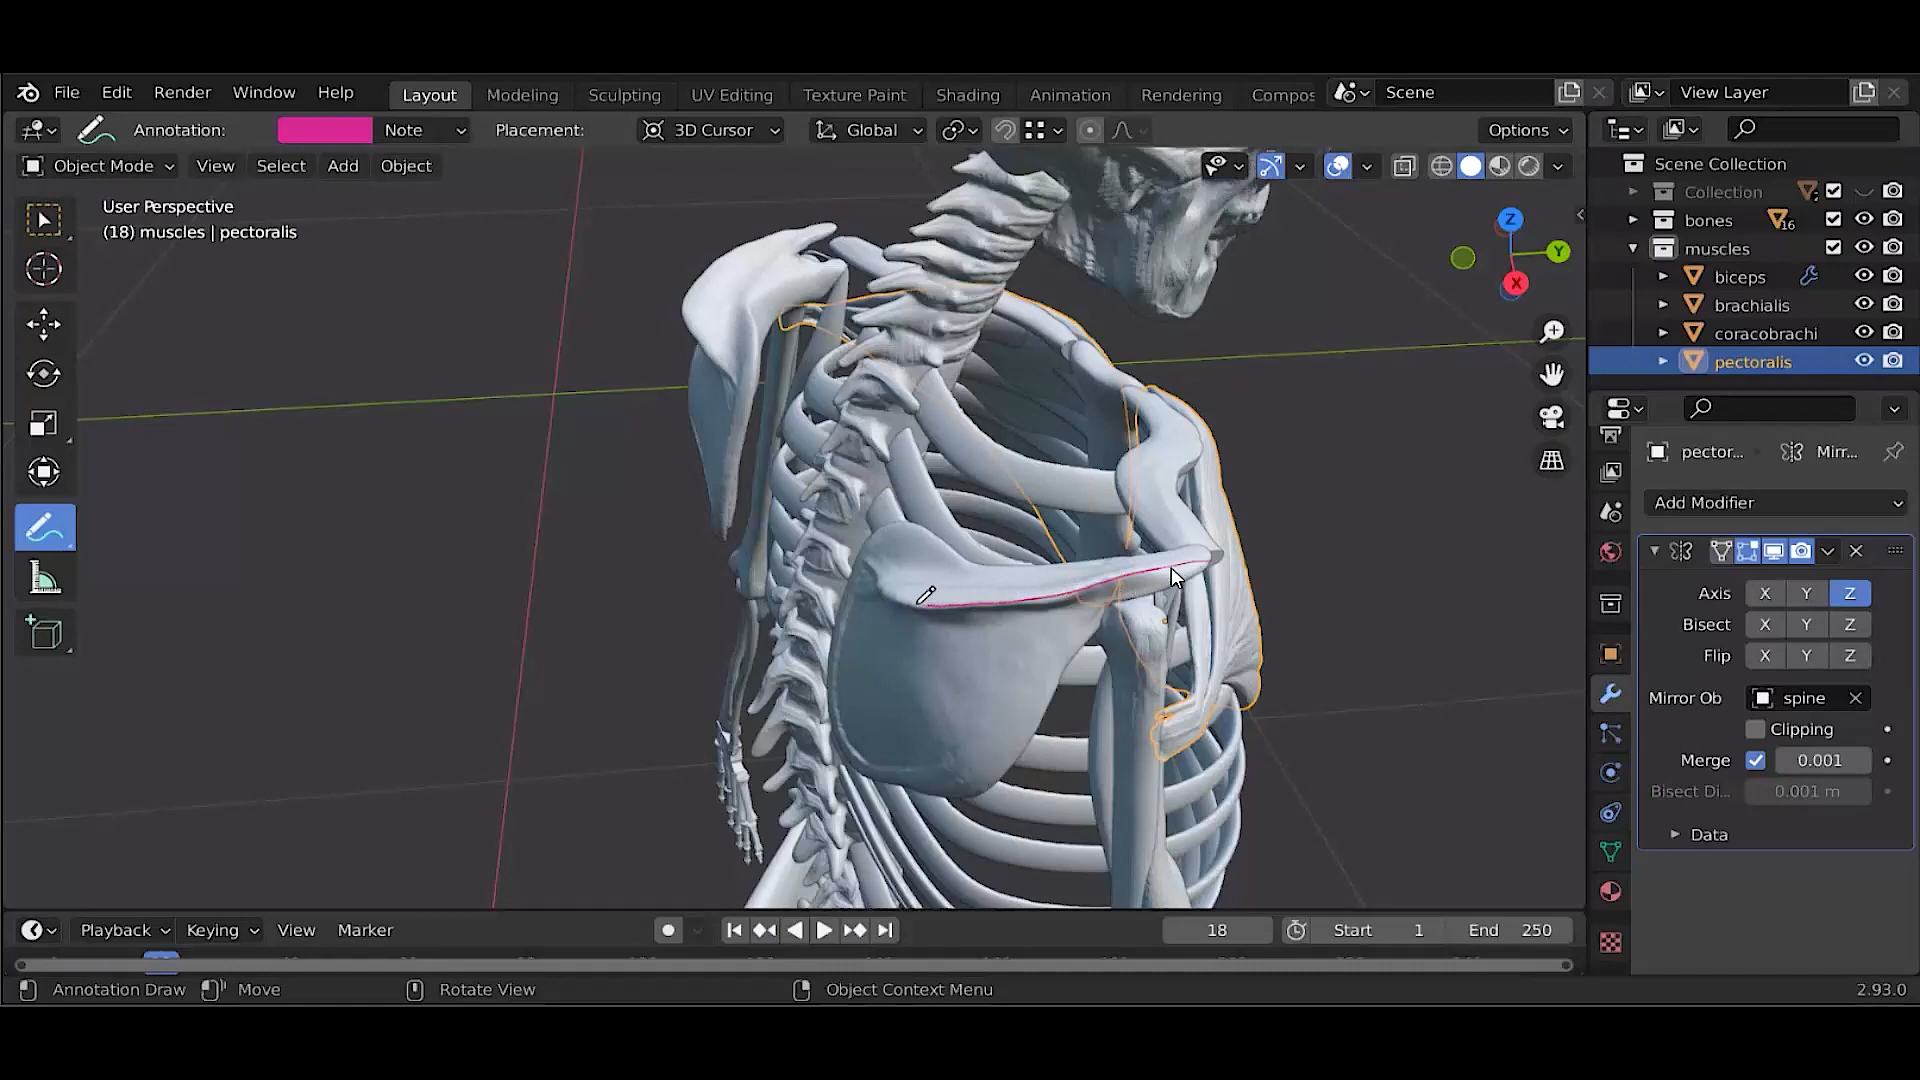 File Edit Render Window Help Layout Modeling Sculpting UV Editing Texture Paint Shading Animation Rendering Compos Scene View Layer
Annotation: Note Placement: 3D Cursor Global Options
Object Mode View Select Add Object
User Perspective
(18) muscles | pectoralis
Z
Y
X
Scene Collection
Collection
bones 16
muscles
biceps
brachialis
coracobrachi
pectoralis
pector... Mirr...
Add Modifier
Axis X Y Z
Bisect X Y Z
Flip X Y Z
Mirror Ob spine
Clipping
Merge 0.001
Bisect Di... 0.001 m
Data
Playback Keying View Marker 18 Start 1 End 250
Annotation Draw Move Rotate View Object Context Menu 2.93.0